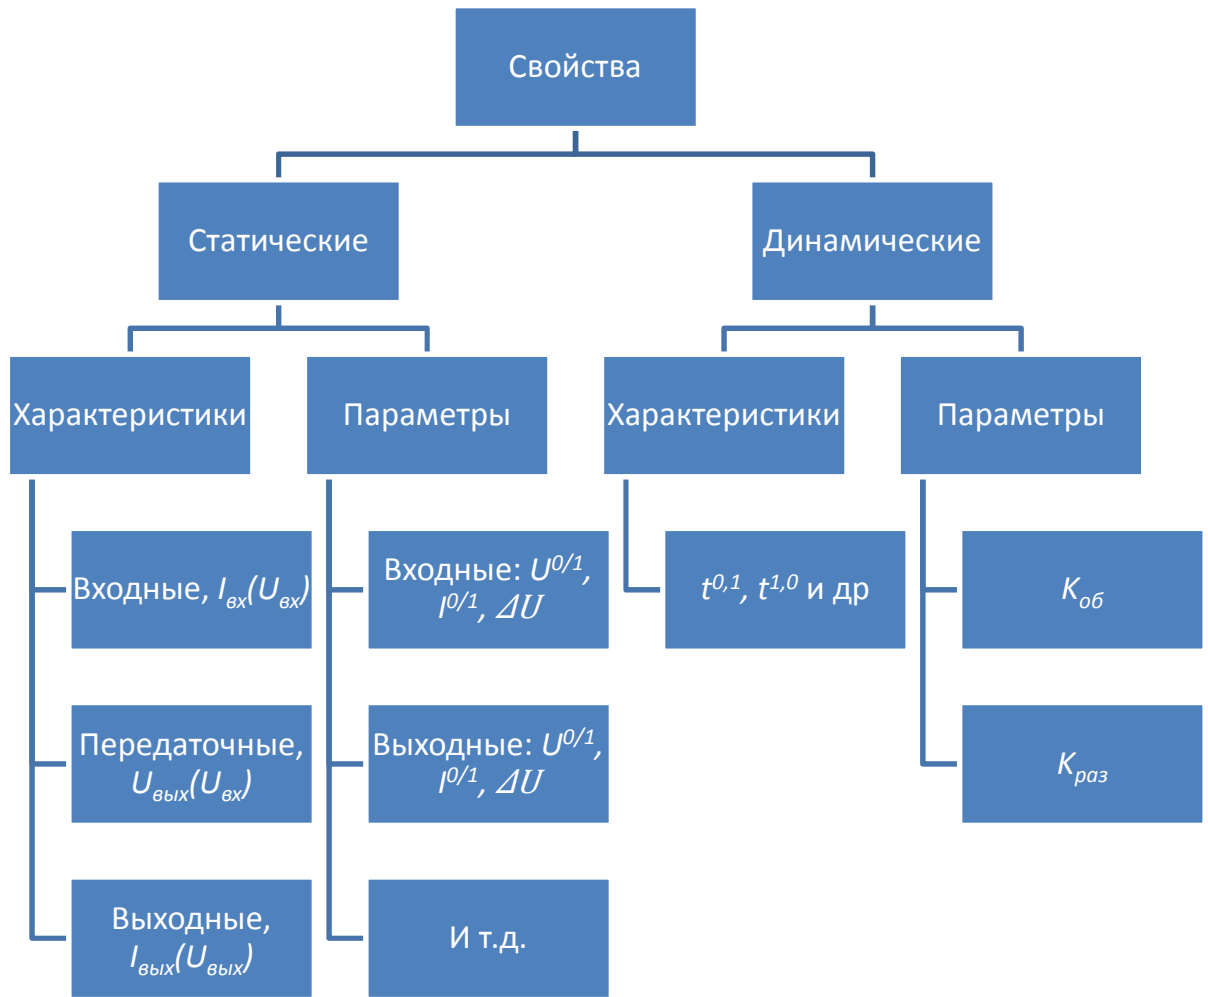 Свойства
Статические
Динамические
Характеристики
Параметры
Характеристики
Параметры
Входные, Iвх(Uвх)
Входные: U0/1,
I0/1, ΔU
t0,1, t1,0 и др
Kоб
Передаточные,
Uвых(Uвх)
Выходные: U0/1,
I0/1, ΔU
Kраз
Выходные,
Iвых(Uвых)
И т.д.